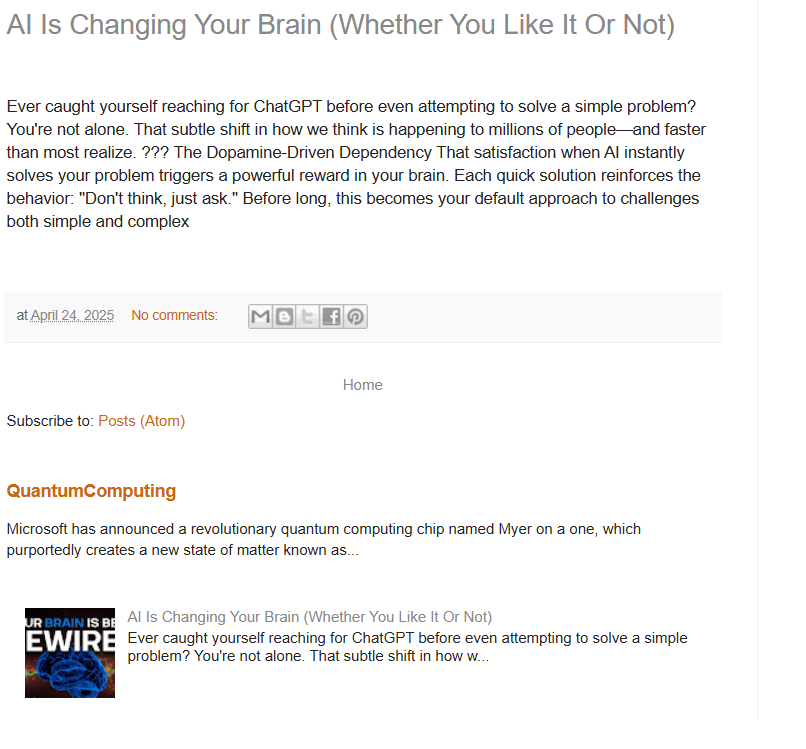 AI Is Changing Your Brain (Whether You Like It Or Not)
Ever caught yourself reaching for ChatGPT before even attempting to solve a simple problem?
You're not alone. That subtle shift in how we think is happening to millions of people—and faster
than most realize. ??? The Dopamine-Driven Dependency That satisfaction when AI instantly
solves your problem triggers a powerful reward in your brain. Each quick solution reinforces the
behavior: "Don't think, just ask." Before long, this becomes your default approach to challenges
both simple and complex
at April 24, 2025 No comments:
Home
Subscribe to: Posts (Atom)
QuantumComputing
Microsoft has announced a revolutionary quantum computing chip named Myer on a one, which
purportedly creates a new state of matter known as...
UR BRAIN IS BE
EWIRE
AI Is Changing Your Brain (Whether You Like It Or Not)
Ever caught yourself reaching for ChatGPT before even attempting to solve a simple
problem? You're not alone. That subtle shift in how w...